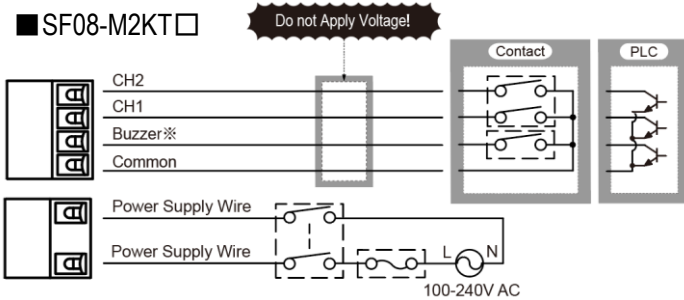 ■SF08-M2KT□
Do not Apply Voltage!
Contact
PLC
CH2
CH1
Buzzer※
Common
Power Supply Wire
Power Supply Wire
L
N
100-240V AC